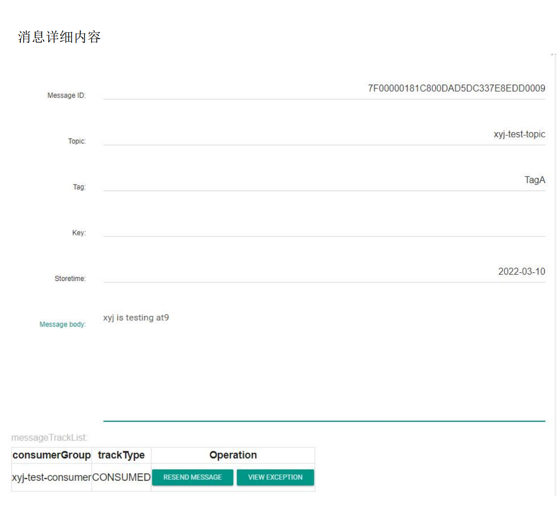 消息详细内容
Message ID: 7F00000181C800DAD5DC337E8EDD0009
Topic: xyj-test-topic
Tag: TagA
Key:
Storetime: 2022-03-10
Message body: xyj is testing at9
messageTrackList:
consumerGroup trackType Operation
xyj-test-consumer CONSUMED RESEND MESSAGE VIEW EXCEPTION